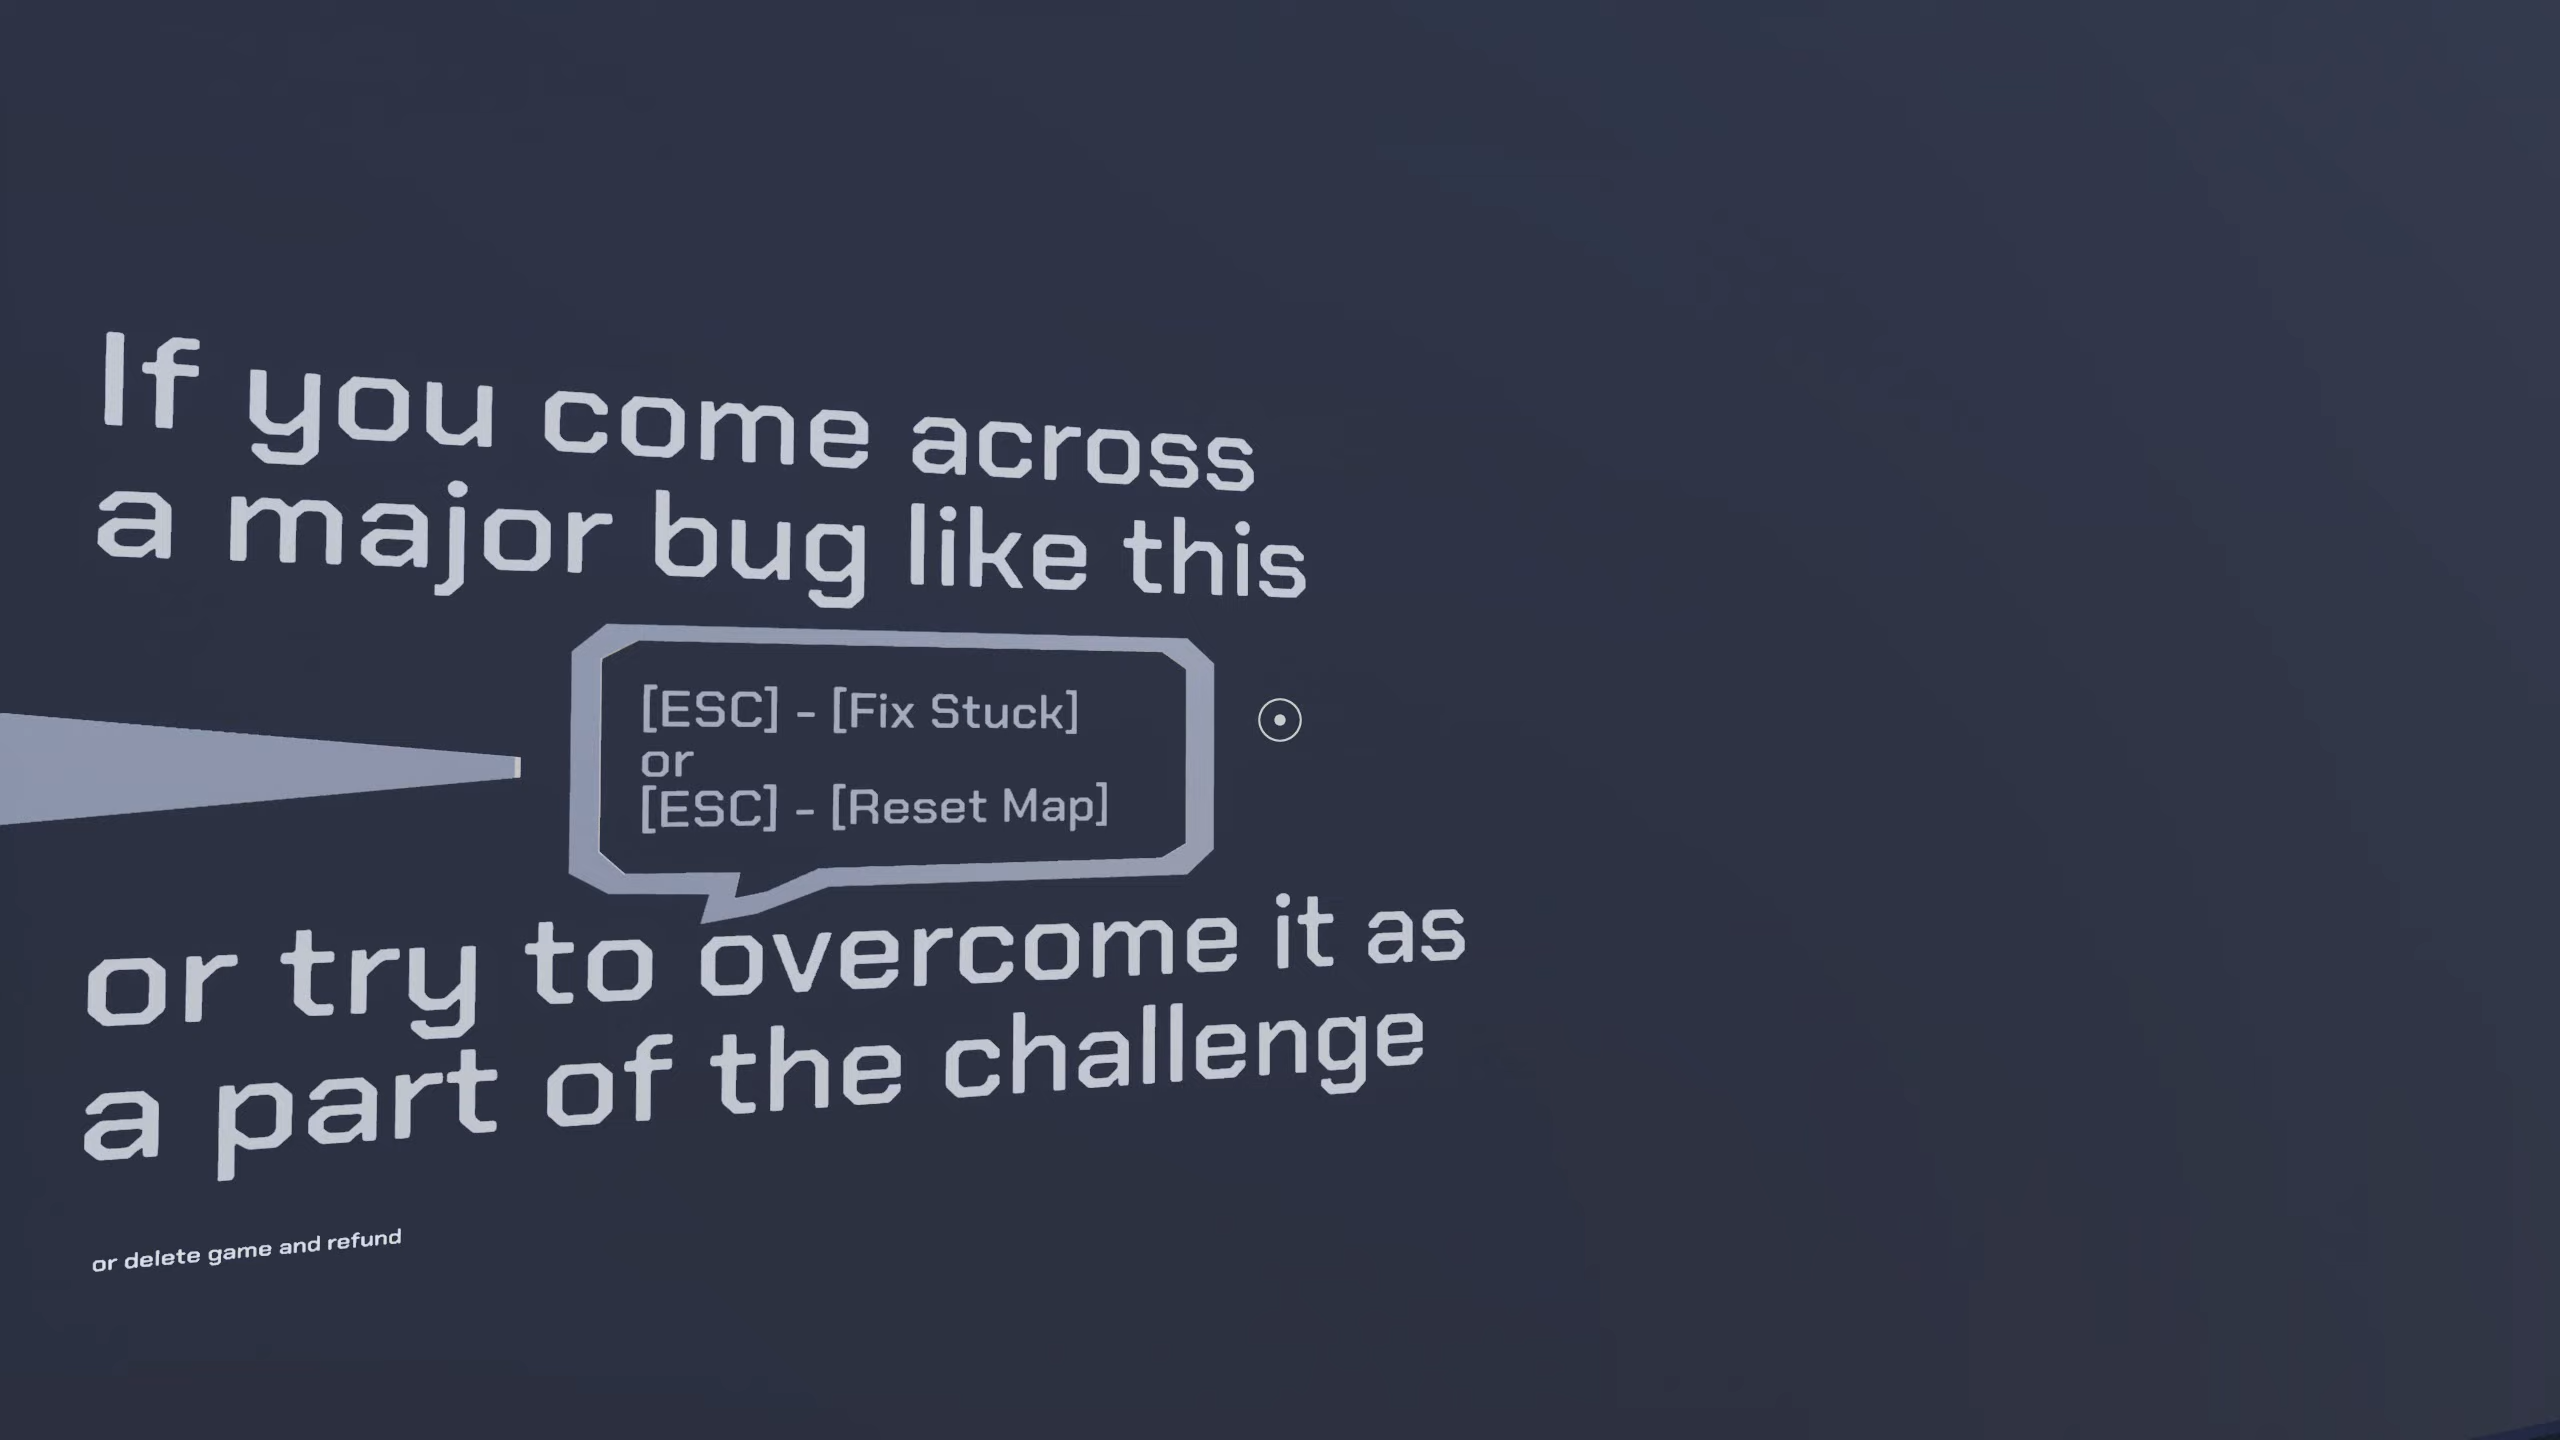 If you come across
a major bug like this
[ESC] - [Fix Stuck]
or
[ESC] - [Reset Map]
or try to overcome it as
a part of the challenge
or delete game and refund